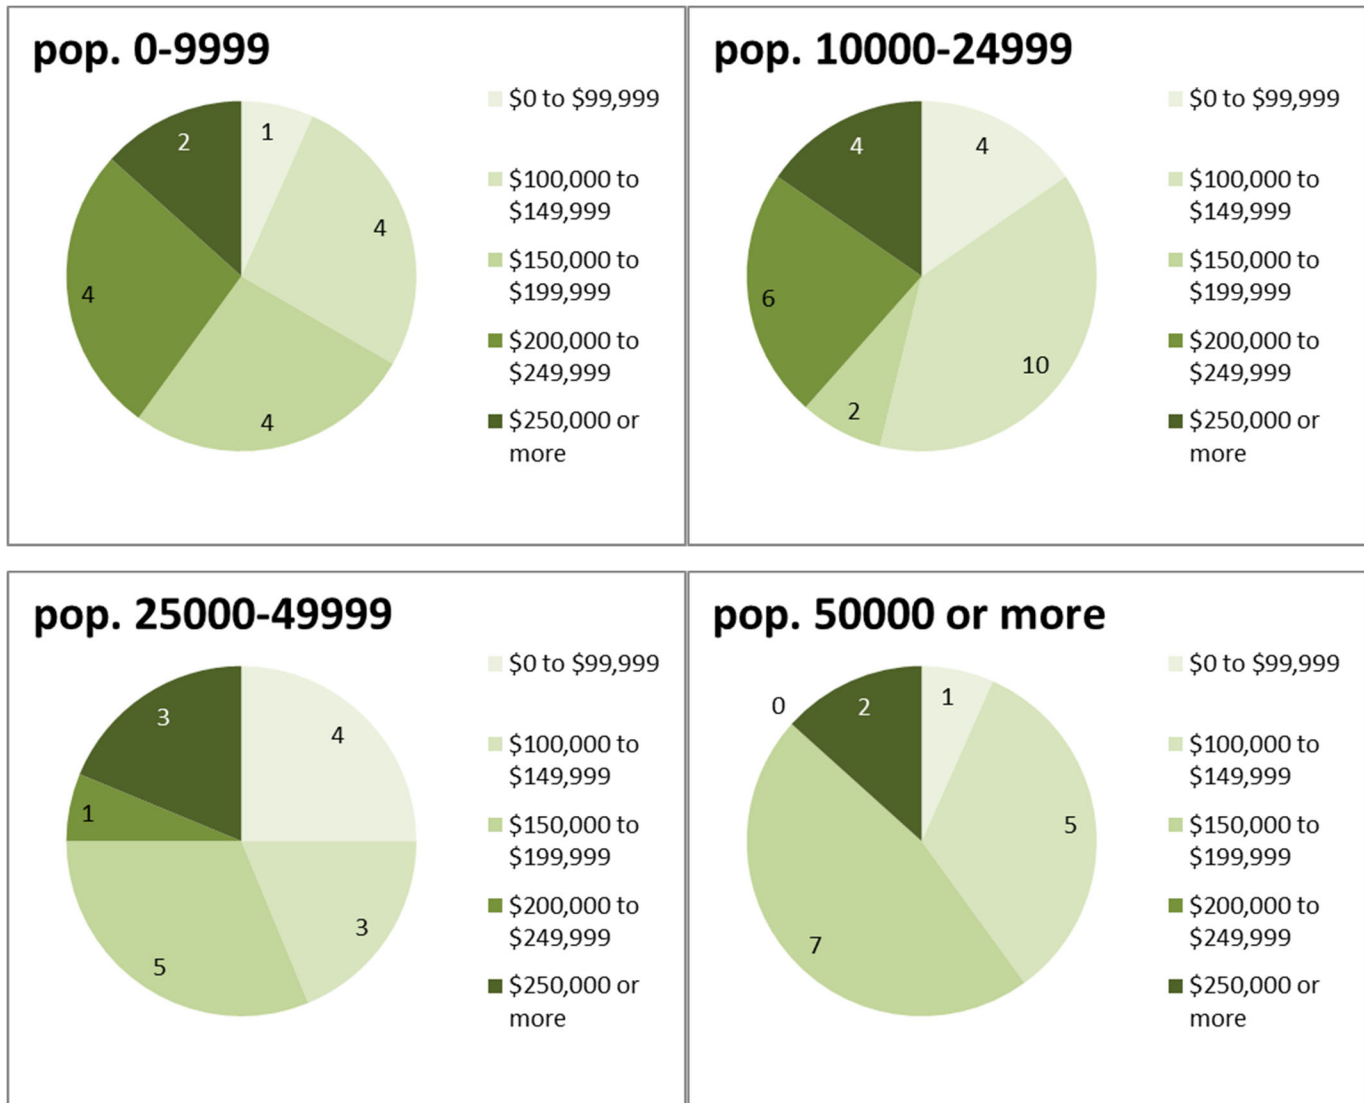 pop. 0-9999
$0 to $99,999
$100,000 to
$149,999
$150,000 to
$199,999
$200,000 to
$249,999
$250,000 or
more
2
1
4
4
4
pop. 10000-24999
$0 to $99,999
$100,000 to
$149,999
$150,000 to
$199,999
$200,000 to
$249,999
$250,000 or
more
4
4
6
10
2
pop. 25000-49999
$0 to $99,999
$100,000 to
$149,999
$150,000 to
$199,999
$200,000 to
$249,999
$250,000 or
more
3
4
1
3
5
pop. 50000 or more
$0 to $99,999
$100,000 to
$149,999
$150,000 to
$199,999
$200,000 to
$249,999
$250,000 or
more
0
2
1
5
7